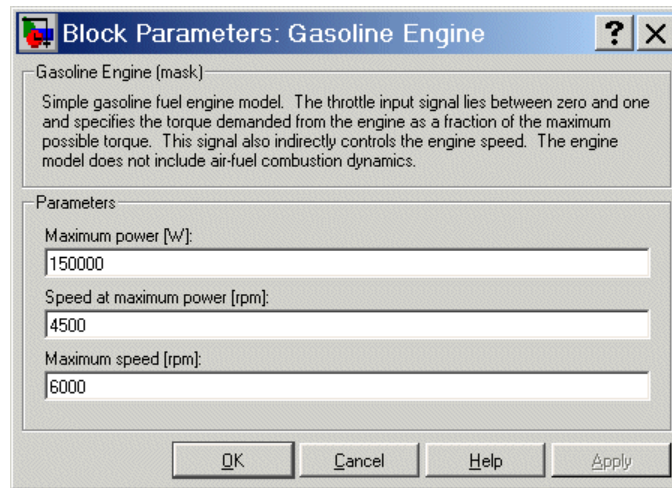 Block Parameters: Gasoline Engine
Gasoline Engine (mask)
Simple gasoline fuel engine model. The throttle input signal lies between zero and one
and specifies the torque demanded from the engine as a fraction of the maximum
possible torque. This signal also indirectly controls the engine speed. The engine
model does not include air-fuel combustion dynamics.
Parameters
Maximum power [W]:
150000
Speed at maximum power [rpm]:
4500
Maximum speed [rpm]:
6000
OK Cancel Help Apply